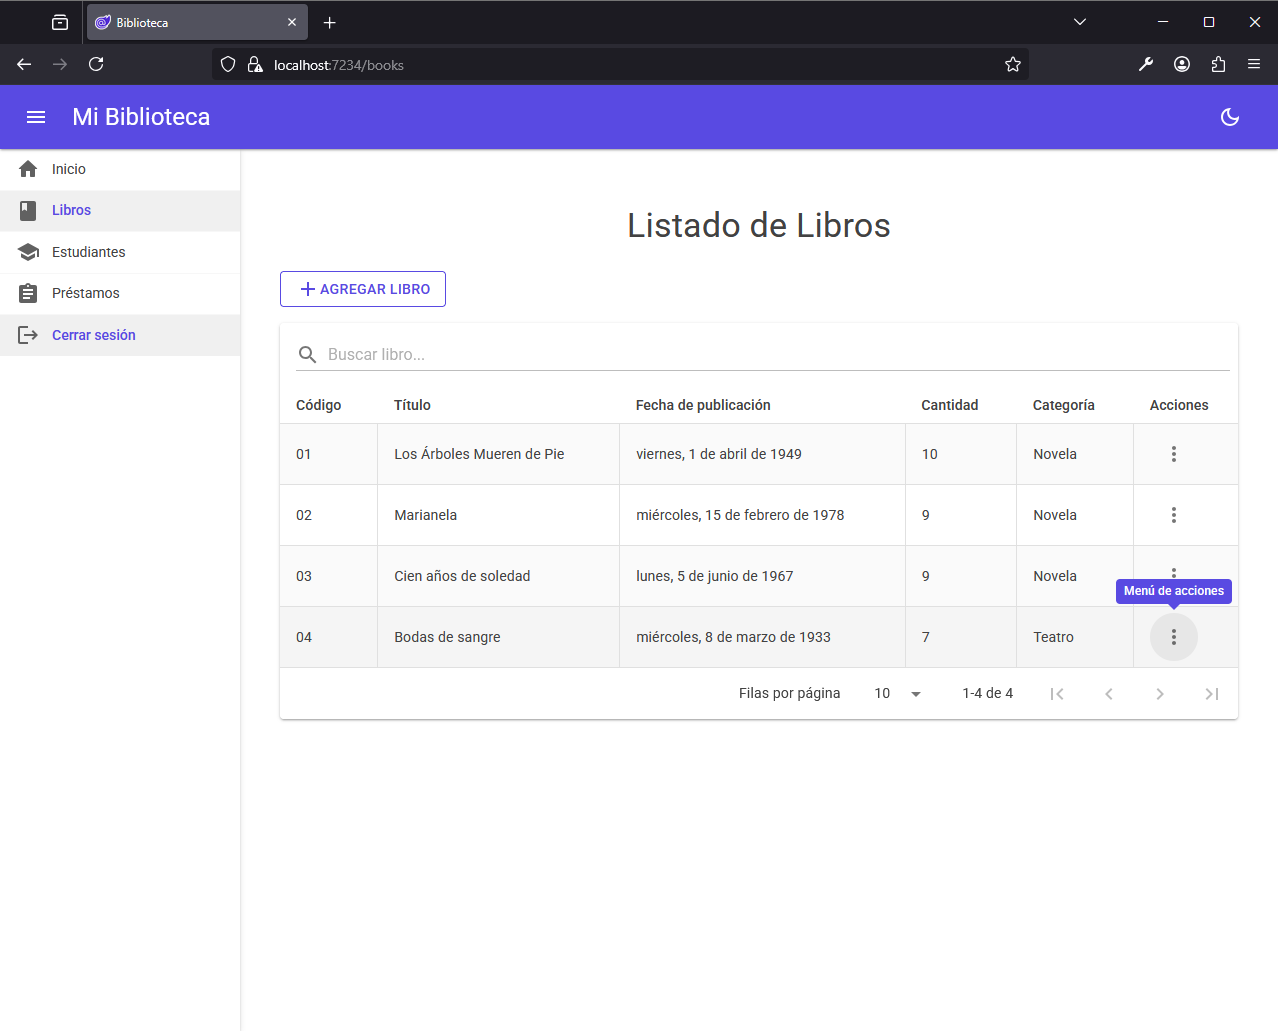 Biblioteca
localhost:7234/books
Mi Biblioteca
Inicio
Libros
Estudiantes
Préstamos
Cerrar sesión
Listado de Libros
AGREGAR LIBRO
Buscar libro...
Código Título Fecha de publicación Cantidad Categoría Acciones
01 Los Árboles Mueren de Pie viernes, 1 de abril de 1949 10 Novela
02 Marianela miércoles, 15 de febrero de 1978 9 Novela
03 Cien años de soledad lunes, 5 de junio de 1967 9 Novela
Menú de acciones
04 Bodas de sangre miércoles, 8 de marzo de 1933 7 Teatro
Filas por página 10 1-4 de 4